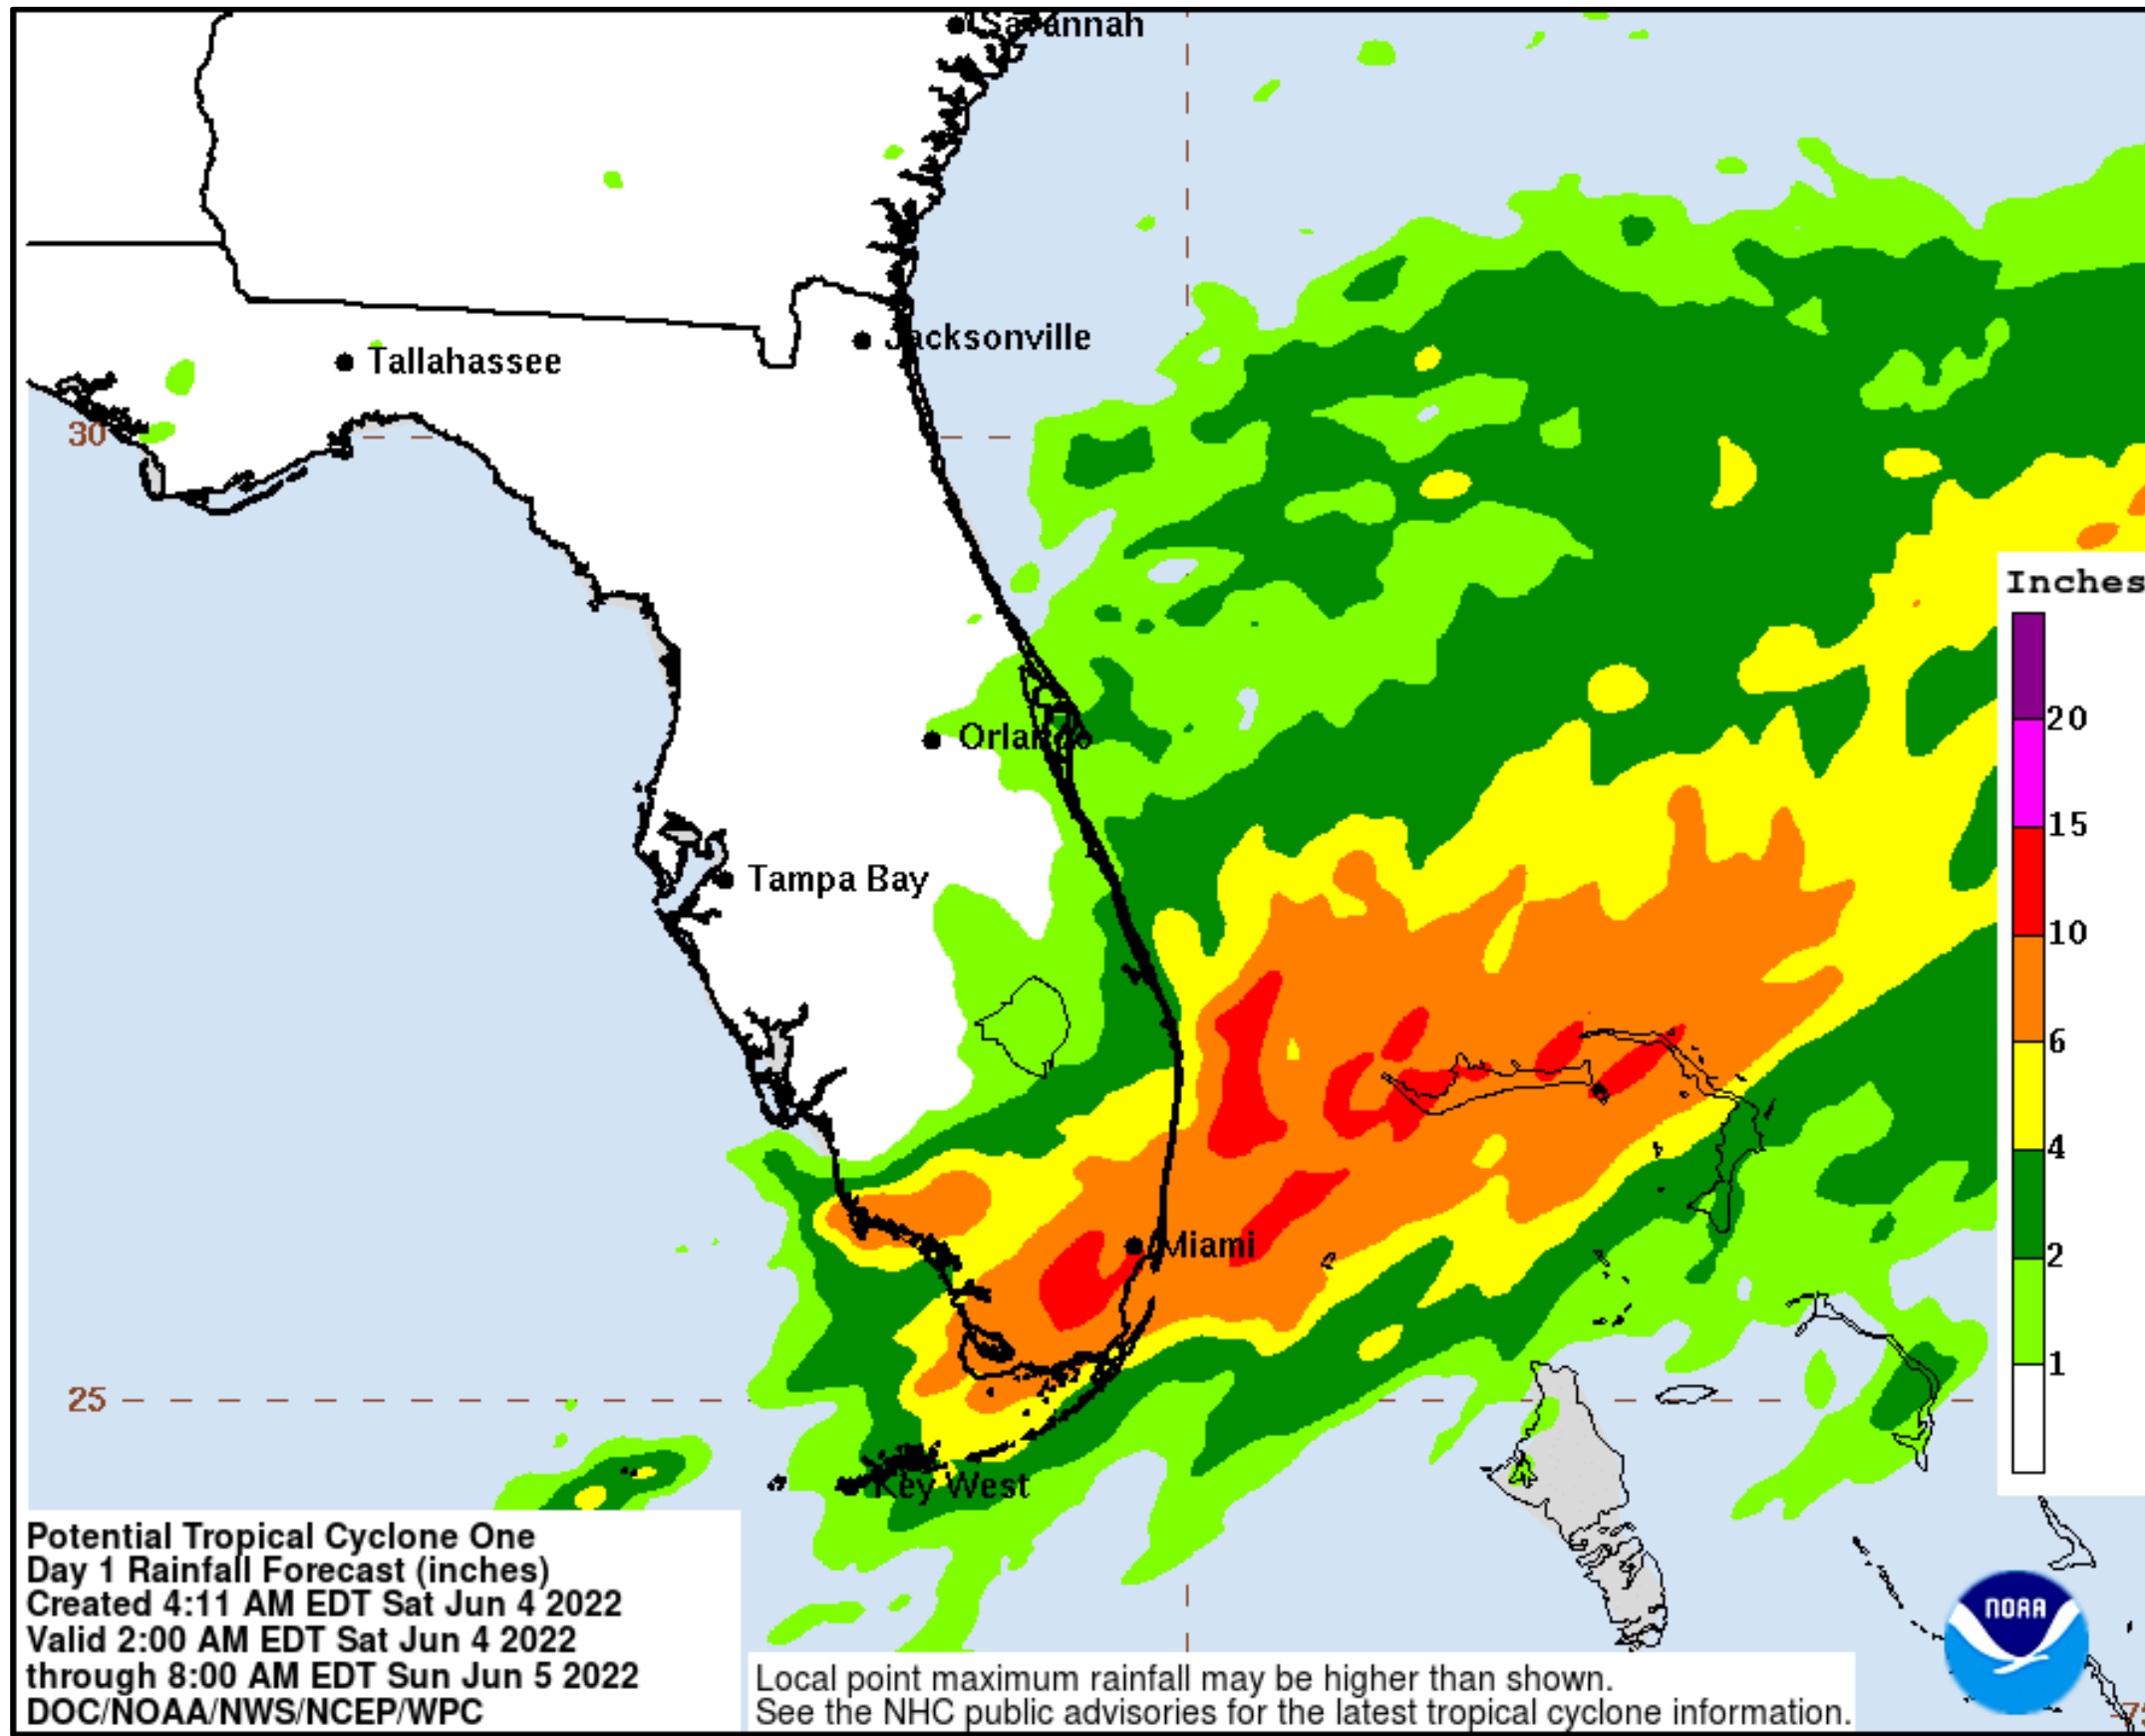 Savannah
Jacksonville
Tallahassee
30
Inches
20
Orlando
15
Tampa Bay
10
6
4
Miami
2
1
25
Key West
Potential Tropical Cyclone One
Day 1 Rainfall Forecast (inches)
Created 4:11 AM EDT Sat Jun 4 2022
Valid 2:00 AM EDT Sat Jun 4 2022
through 8:00 AM EDT Sun Jun 5 2022
DOC/NOAA/NWS/NCEP/WPC
NOAA
Local point maximum rainfall may be higher than shown.
See the NHC public advisories for the latest tropical cyclone information.